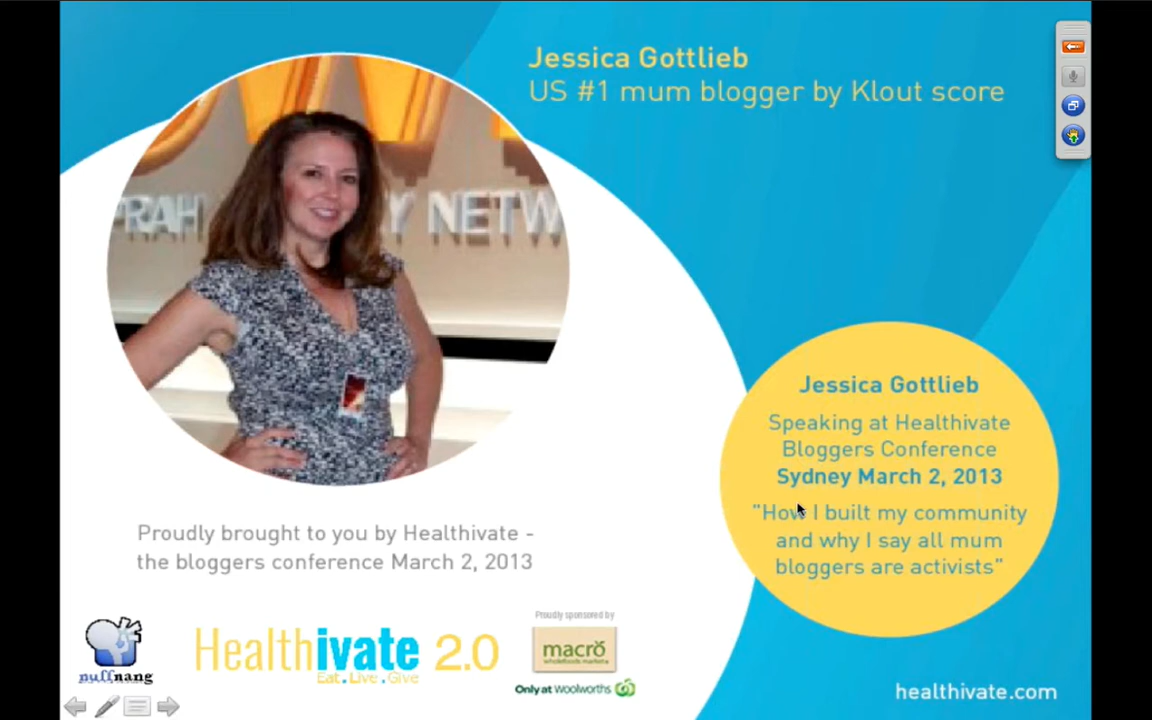 Jessica Gottlieb
US #1 mum blogger by Klout score
Jessica Gottlieb
Speaking at Healthivate
Bloggers Conference
Sydney March 2, 2013
"How I built my community
and why I say all mum
bloggers are activists"
Proudly brought to you by Healthivate -
the bloggers conference March 2, 2013
nuffnang
Healthivate 2.0
Eat.Live.Give
Proudly sponsored by
macro
wholefoods market
Only at WOOLWORTHS
healthivate.com